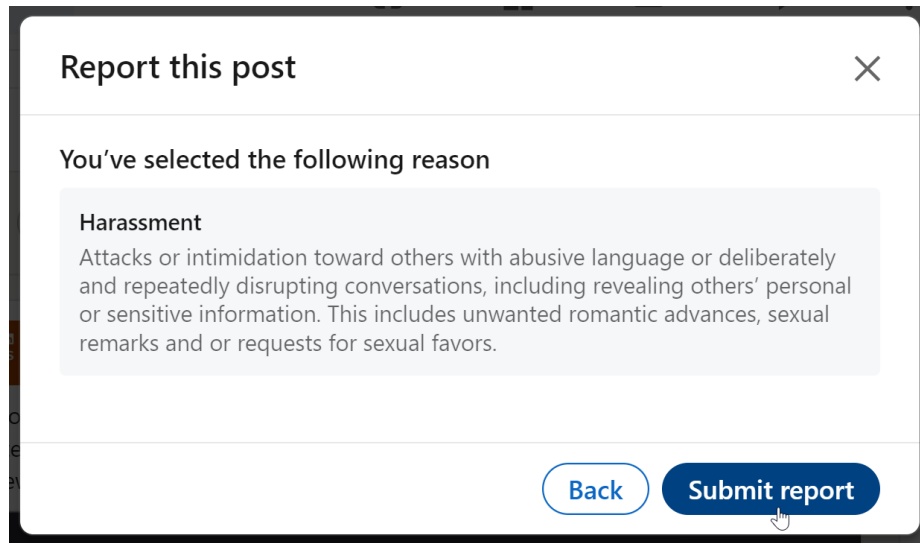 Report this post
You’ve selected the following reason
Harassment
Attacks or intimidation toward others with abusive language or deliberately
and repeatedly disrupting conversations, including revealing others’ personal
or sensitive information. This includes unwanted romantic advances, sexual
remarks and or requests for sexual favors.
Back
Submit report